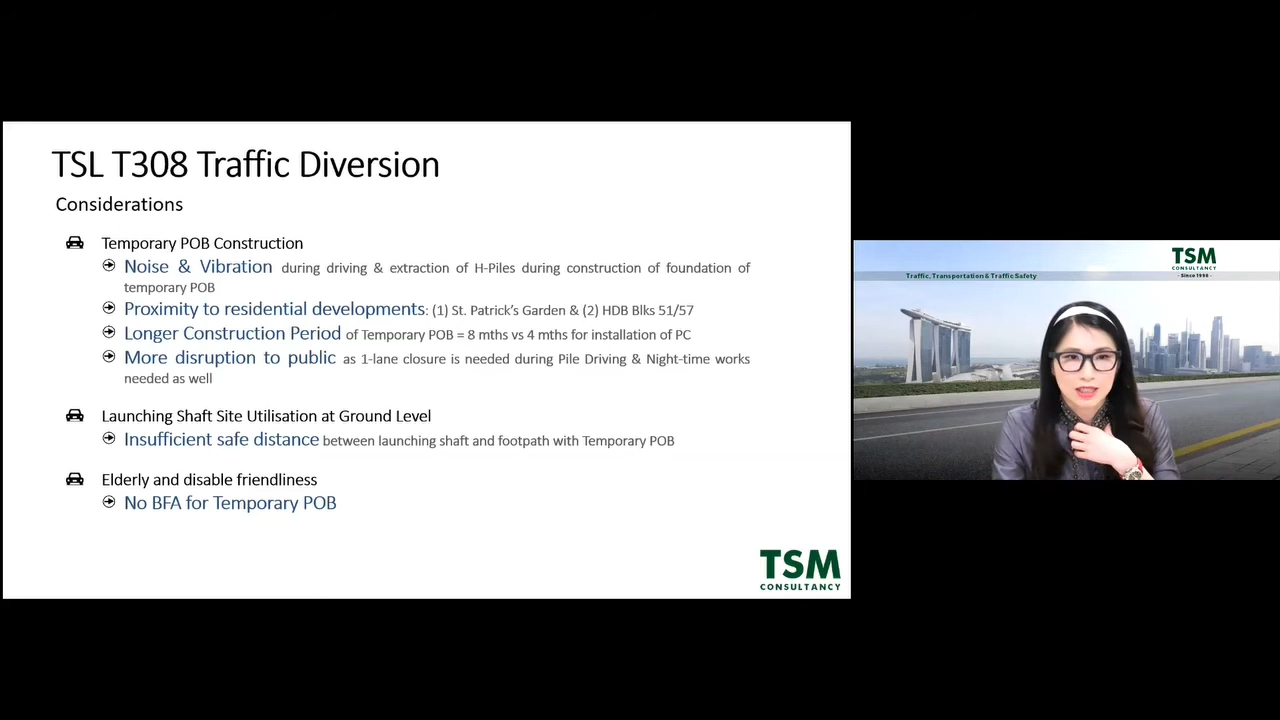 TSL T308 Traffic Diversion
Considerations
Temporary POB Construction
Noise & Vibration during driving & extraction of H-Piles during construction of foundation of
temporary POB
Proximity to residential developments: (1) St. Patrick's Garden & (2) HDB Blks 51/57
Longer Construction Period of Temporary POB = 8 mths vs 4 mths for installation of PC
More disruption to public as 1-lane closure is needed during Pile Driving & Night-time works
needed as well
Launching Shaft Site Utilisation at Ground Level
Insufficient safe distance between launching shaft and footpath with Temporary POB
Elderly and disable friendliness
No BFA for Temporary POB
TSM
CONSULTANCY
TSM
CONSULTANCY
- Since 1998 -
Traffic, Transportation & Traffic Safety